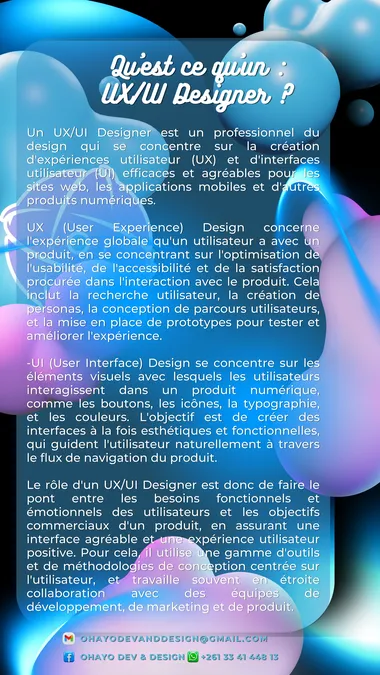 Qu'est ce qu'un :
UX/UI Designer ?
Un UX/UI Designer est un professionnel du
design qui se concentre sur la création
d'expériences utilisateur (UX) et d'interfaces
utilisateur (UI) efficaces et agréables pour les
sites web, les applications mobiles et d'autres
produits numériques.
UX (User Experience) Design concerne
l'expérience globale qu'un utilisateur a avec un
produit, en se concentrant sur l'optimisation de
l'usabilité, de l'accessibilité et de la satisfaction
procurée dans l'interaction avec le produit. Cela
inclut la recherche utilisateur, la création de
personas, la conception de parcours utilisateurs,
et la mise en place de prototypes pour tester et
améliorer l'expérience.
-UI (User Interface) Design se concentre sur les
éléments visuels avec lesquels les utilisateurs
interagissent dans un produit numérique,
comme les boutons, les icônes, la typographie,
et les couleurs. L'objectif est de créer des
interfaces à la fois esthétiques et fonctionnelles,
qui guident l'utilisateur naturellement à travers
le flux de navigation du produit.
Le rôle d'un UX/UI Designer est donc de faire le
pont entre les besoins fonctionnels et
émotionnels des utilisateurs et les objectifs
commerciaux d'un produit, en assurant une
interface agréable et une expérience utilisateur
positive. Pour cela, il utilise une gamme d'outils
et de méthodologies de conception centrée sur
l'utilisateur, et travaille souvent en étroite
collaboration avec des équipes de
développement, de marketing et de produit.
OHAYODEVANDDESIGN@GMAIL.COM
OHAYO DEV & DESIGN +261 33 41 448 13